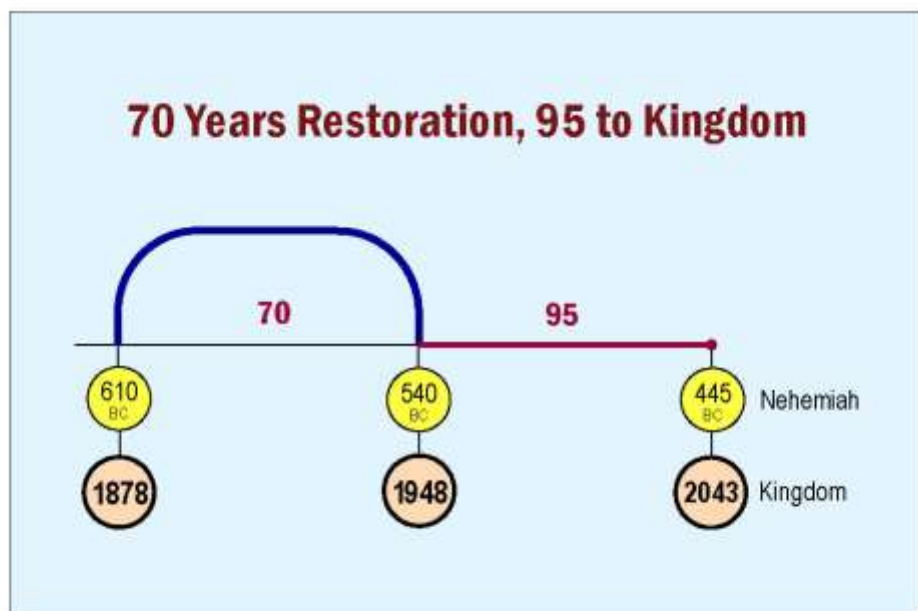 70 Years Restoration, 95 to Kingdom
70 95
610 540 445 Nehemiah
BC BC BC
1878 1948 2043 Kingdom